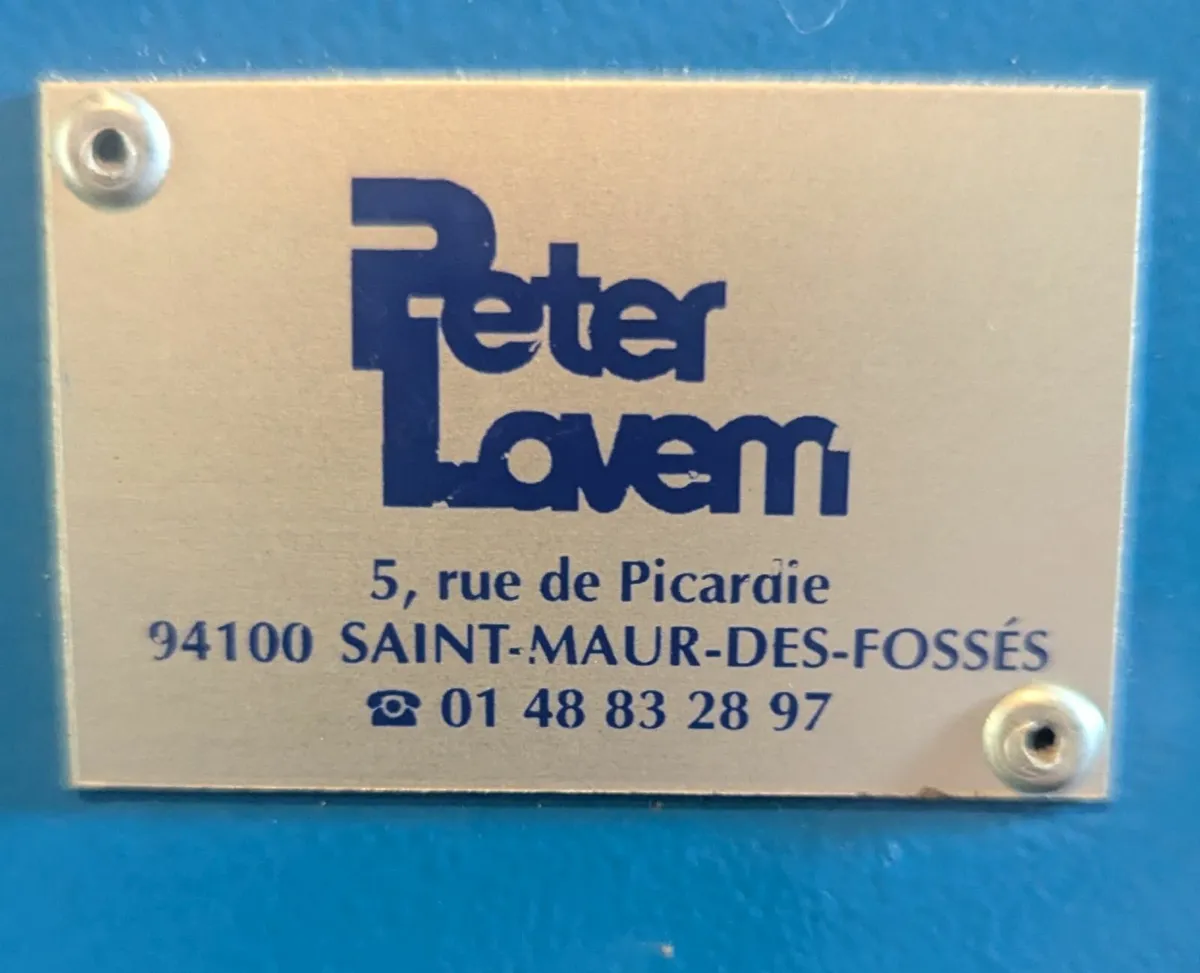 Peter
Lavem
5, rue de Picardie
94100 SAINT-MAUR-DES-FOSSÉS
☎ 01 48 83 28 97